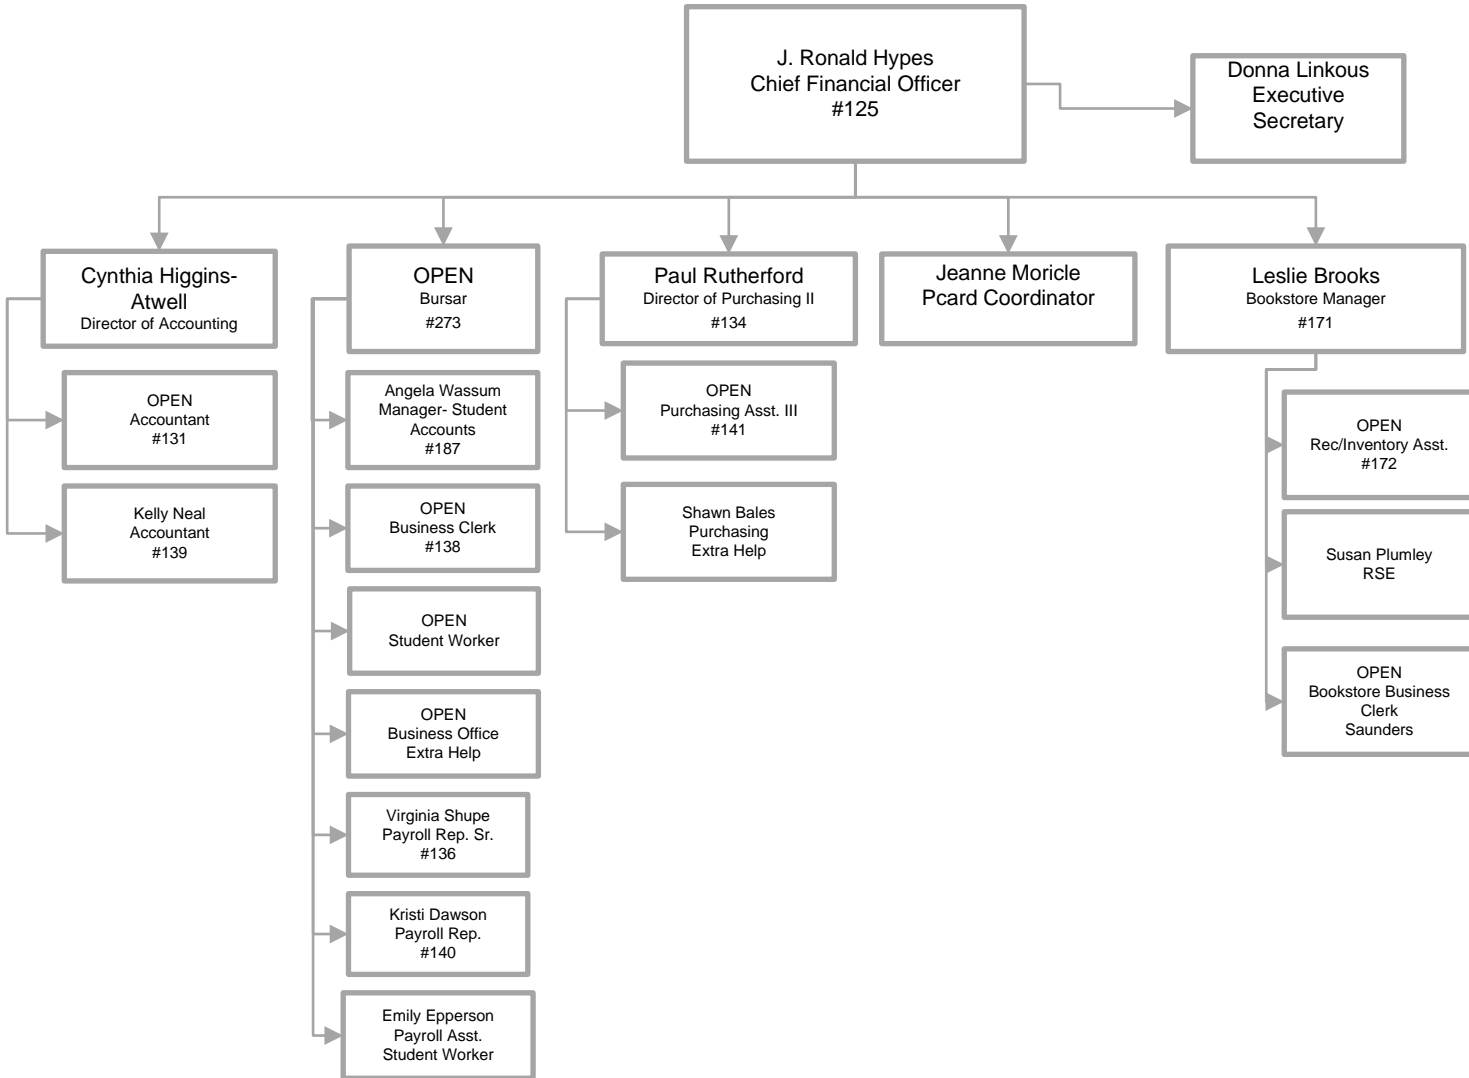 J. Ronald Hypes
Chief Financial Officer
#125
Donna Linkous
Executive
Secretary
Cynthia Higgins-
Atwell
Director of Accounting
OPEN
Accountant
#131
Kelly Neal
Accountant
#139
OPEN
Bursar
#273
Angela Wassum
Manager- Student
Accounts
#187
OPEN
Business Clerk
#138
OPEN
Student Worker
OPEN
Business Office
Extra Help
Virginia Shupe
Payroll Rep. Sr.
#136
Kristi Dawson
Payroll Rep.
#140
Emily Epperson
Payroll Asst.
Student Worker
Paul Rutherford
Director of Purchasing II
#134
OPEN
Purchasing Asst. III
#141
Shawn Bales
Purchasing
Extra Help
Jeanne Moricle
Pcard Coordinator
Leslie Brooks
Bookstore Manager
#171
OPEN
Rec/Inventory Asst.
#172
Susan Plumley
RSE
OPEN
Bookstore Business
Clerk
Saunders